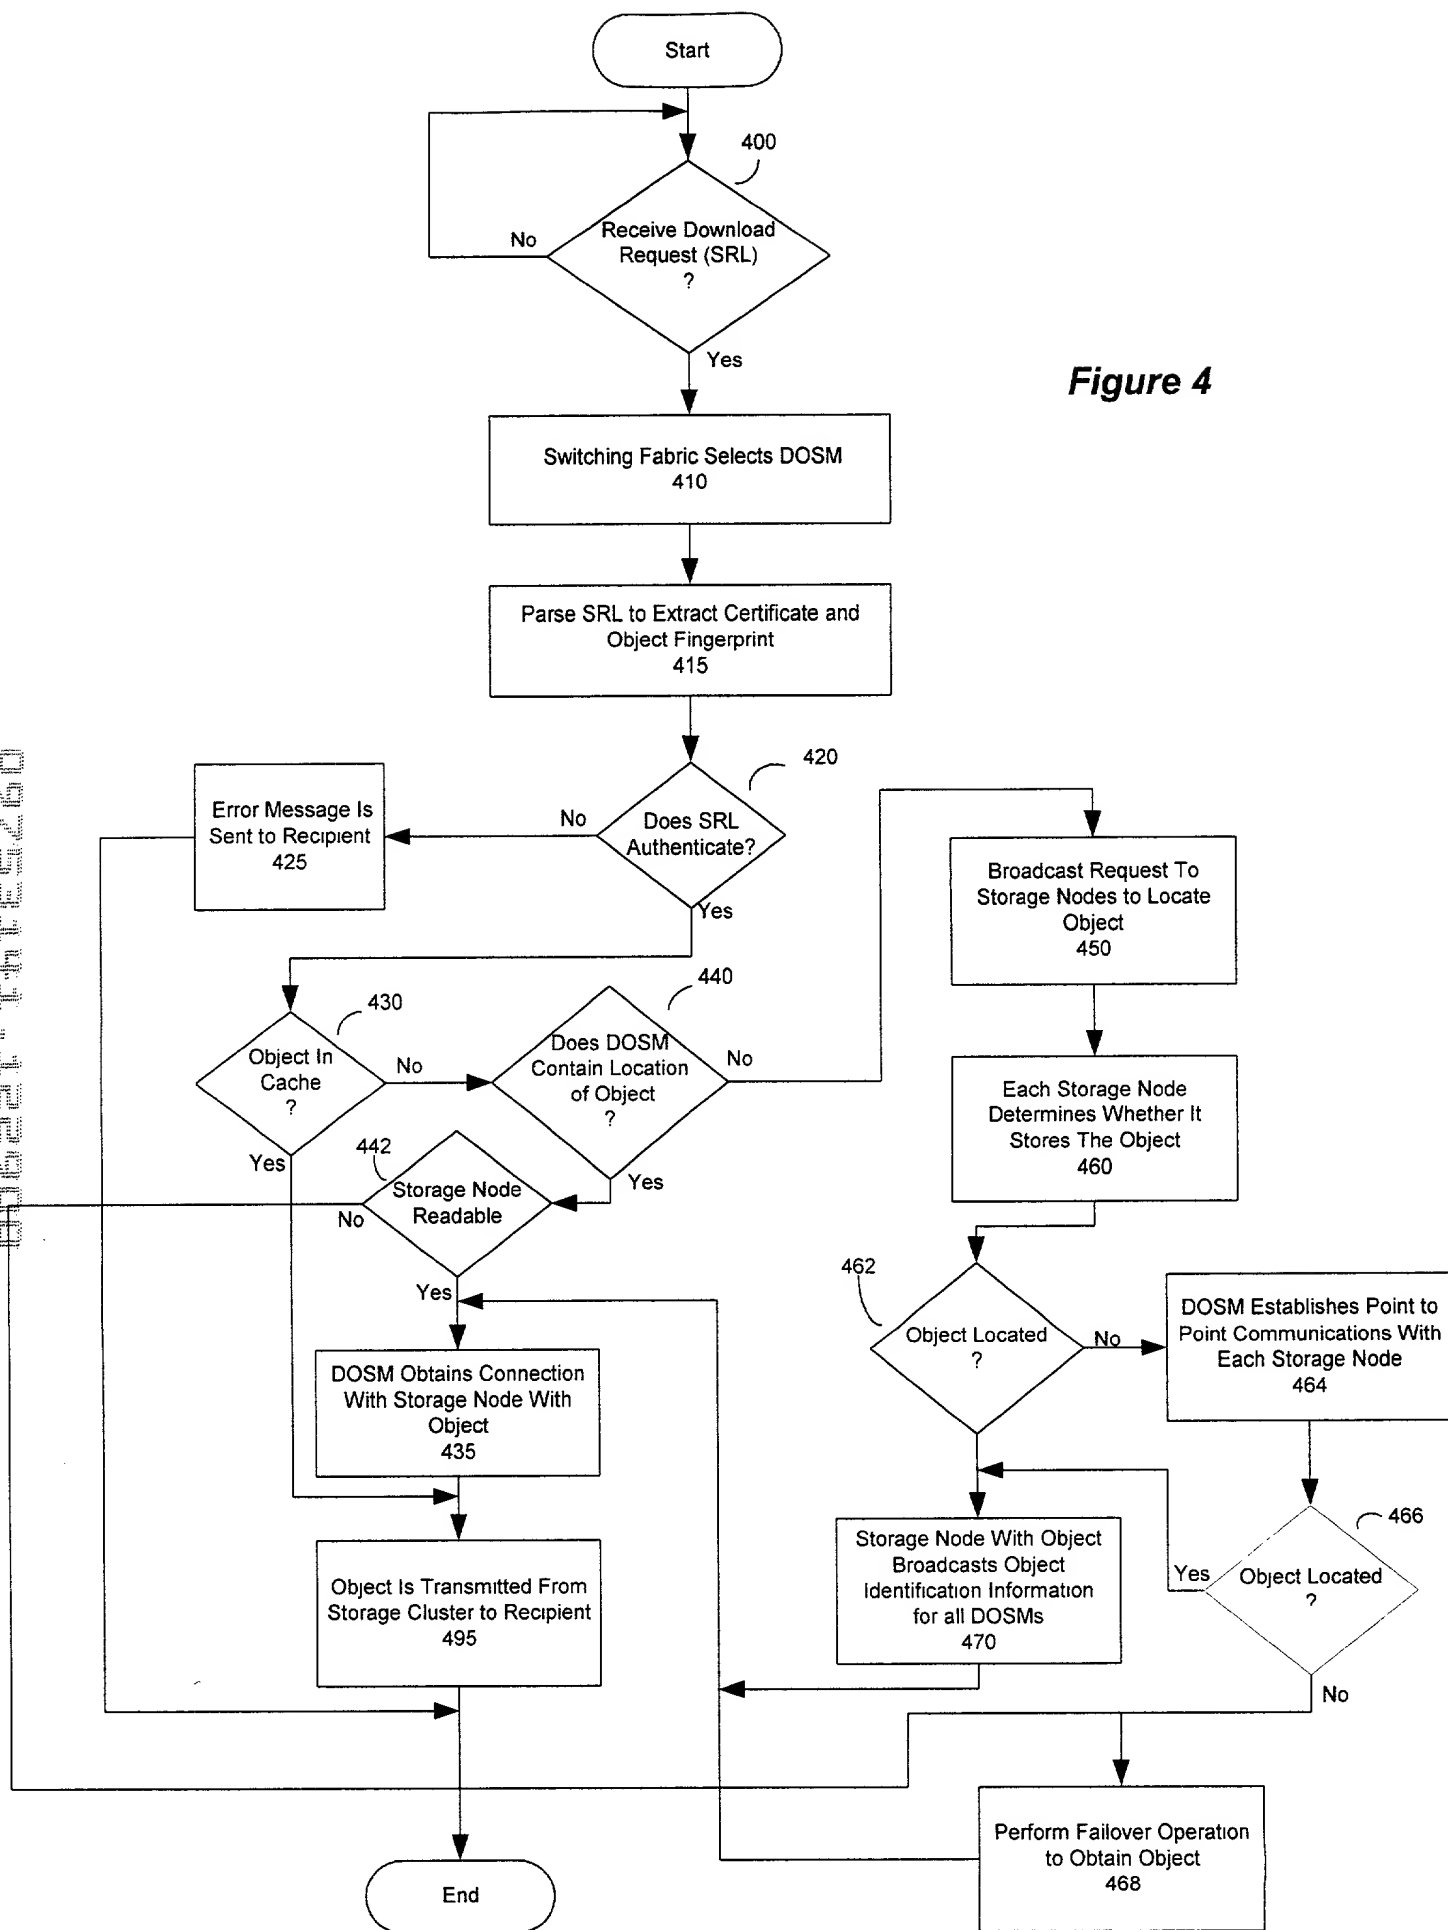 Start
400
Receive Download
Request (SRL)
?
No
Yes
Figure 4
Switching Fabric Selects DOSM
410
Parse SRL to Extract Certificate and
Object Fingerprint
415
420
Error Message Is
Sent to Recipient
425
No
Does SRL
Authenticate?
Yes
Broadcast Request To
Storage Nodes to Locate
Object
450
430
440
Object In
Cache
?
No
Does DOSM
Contain Location
of Object
?
No
Yes
Yes
Each Storage Node
Determines Whether It
Stores The Object
460
442
Storage Node
Readable
No
Yes
462
Object Located
?
No
DOSM Establishes Point to
Point Communications With
Each Storage Node
464
DOSM Obtains Connection
With Storage Node With
Object
435
466
Object Located
?
Yes
No
Storage Node With Object
Broadcasts Object
Identification Information
for all DOSMs
470
Object Is Transmitted From
Storage Cluster to Recipient
495
Perform Failover Operation
to Obtain Object
468
End